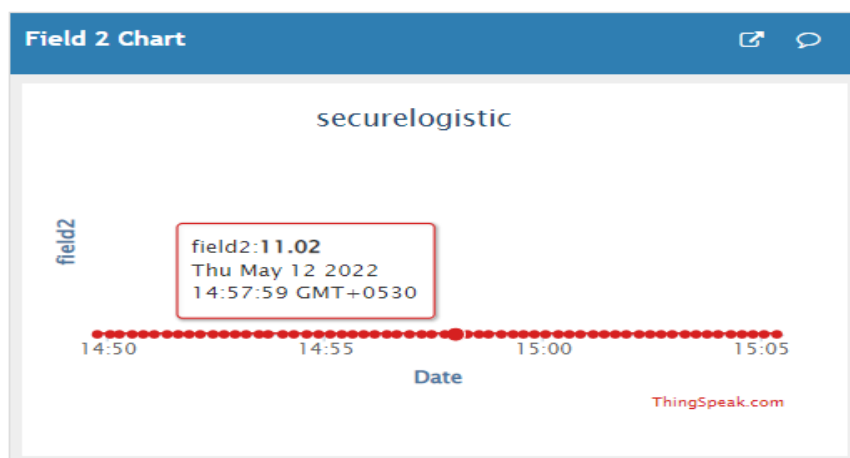 Field 2 Chart
securelogistic
field2
field2:11.02
Thu May 12 2022
14:57:59 GMT+0530
14:50 14:55 15:00 15:05
Date
ThingSpeak.com